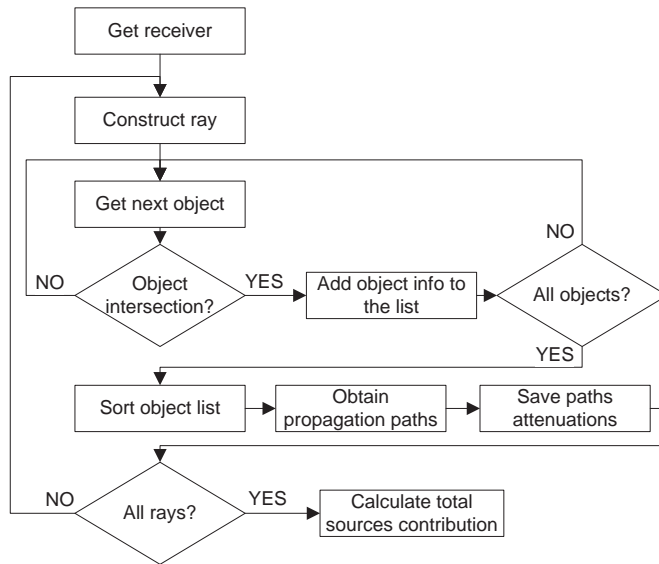 Get receiver
Construct ray
Get next object
NO
Object
intersection?
YES
Add object info to
the list
All objects?
NO
YES
Sort object list
Obtain
propagation paths
Save paths
attenuations
NO
All rays?
YES
Calculate total
sources contribution